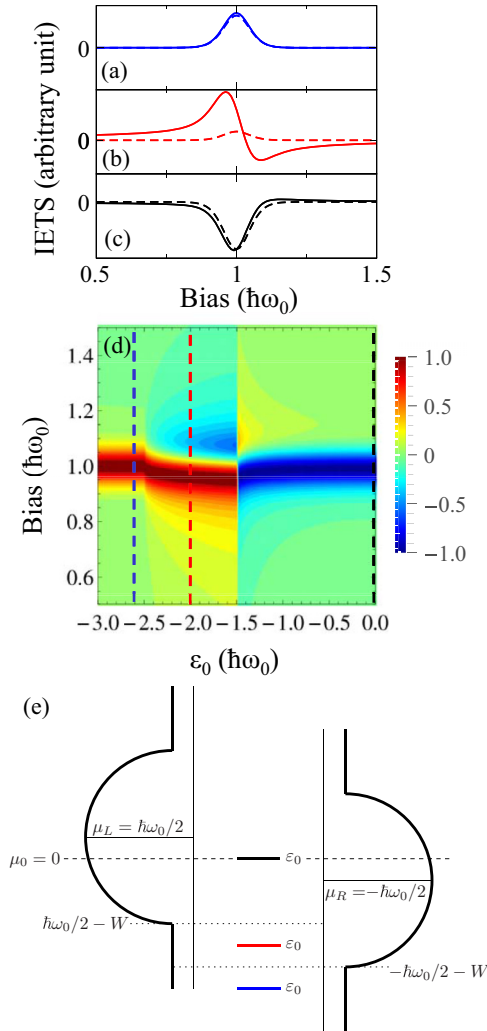 IETS (arbitrary unit)
0
(a)
0
(b)
0
(c)
0.5 1 1.5
Bias (ħω₀)
(d)
Bias (ħω₀)
1.4
1.2
1.0
0.8
0.6
−3.0 −2.5 −2.0 −1.5 −1.0 −0.5 0.0
ε₀ (ħω₀)
1.0
0.5
0
−0.5
−1.0
(e)
μ_L = ħω₀/2
μ₀ = 0
ε₀
μ_R = −ħω₀/2
ħω₀/2 − W
ε₀
−ħω₀/2 − W
ε₀